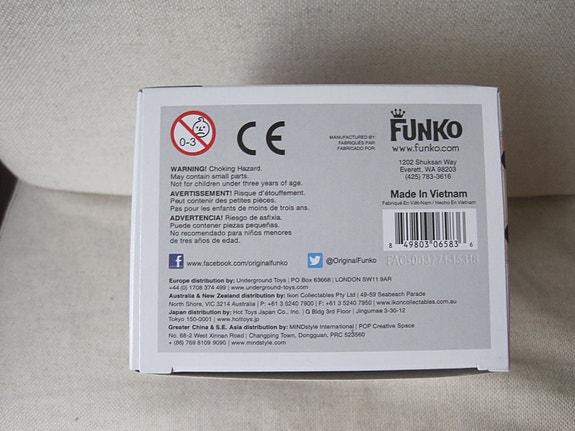 0-3
CE
MANUFACTURED BY:
FABRIQUÉS PAR:
FABRICADO POR:
FUNKO
www.funko.com
1202 Shuksan Way
Everett, WA 98203
(425) 783-3616
WARNING! Choking Hazard.
May contain small parts.
Not for children under three years of age.
AVERTISSEMENT! Risque d'étouffement.
Peut contenir des petites pièces.
Pas pour les enfants de moins de trois ans.
ADVERTENCIA! Riesgo de asfixia.
Puede contener piezas pequeñas.
No recomendado para niños menores
de tres años de edad.
Made In Vietnam
Fabriqué En Viêt-Nam / Hecho En Vietnam
8 49803 06583 6
www.facebook.com/originalfunko
@OriginalFunko
Europe distribution by: Underground Toys | PO Box 63668 | LONDON SW11 9AR
+44 (0) 1708 374 499 | www.underground-toys.com
Australia & New Zealand distribution by: Ikon Collectables Pty Ltd | 49-59 Seabeach Parade
North Shore, VIC 3214 Australia | P: +61 3 5240 7900 | F: +61 3 5240 7950 | www.ikoncollectables.com.au
Japan distribution by: Hot Toys Japan Co., Inc. | Q Bldg 3rd Floor | Jingumae 3-30-12
Tokyo 150-0001 | www.hottoys.jp
Greater China & S.E. Asia distribution by: MINDstyle International | POP Creative Space
No. 68-2 West Xinnan Road | Changping Town, Dongguan, PRC 523560
+ (86) 769 8109 9090 | www.mindstyle.com